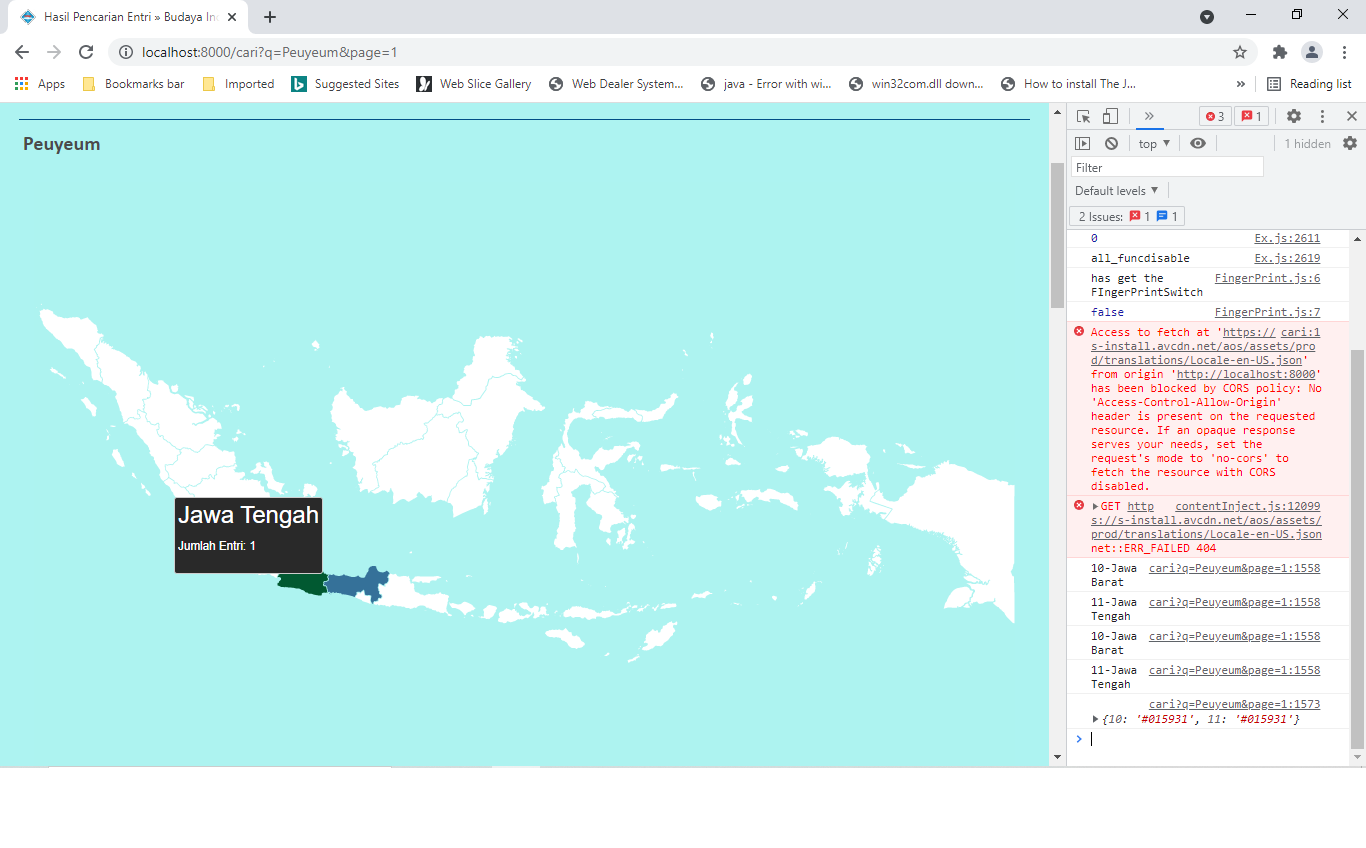 Hasil Pencarian Entri » Budaya In
localhost:8000/cari?q=Peuyeum&page=1
Apps Bookmarks bar Imported Suggested Sites Web Slice Gallery Web Dealer System... java - Error with wi... win32com.dll down... How to install The J... » Reading list
Peuyeum
Jawa Tengah
Jumlah Entri: 1
» 3 1
top ▼ 1 hidden
Filter
Default levels ▼
2 Issues: 1 1
0 Ex.js:2611
all_funcdisable Ex.js:2619
has get the FingerPrint.js:6
FIngerPrintSwitch
false FingerPrint.js:7
Access to fetch at 'https:// cari:1
s-install.avcdn.net/aos/assets/pro
d/translations/Locale-en-US.json'
from origin 'http://localhost:8000'
has been blocked by CORS policy: No
'Access-Control-Allow-Origin'
header is present on the requested
resource. If an opaque response
serves your needs, set the
request's mode to 'no-cors' to
fetch the resource with CORS
disabled.
GET http contentInject.js:12099
s://s-install.avcdn.net/aos/assets/
prod/translations/Locale-en-US.json
net::ERR_FAILED 404
10-Jawa cari?q=Peuyeum&page=1:1558
Barat
11-Jawa cari?q=Peuyeum&page=1:1558
Tengah
10-Jawa cari?q=Peuyeum&page=1:1558
Barat
11-Jawa cari?q=Peuyeum&page=1:1558
Tengah
cari?q=Peuyeum&page=1:1573
{10: '#015931', 11: '#015931'}
>